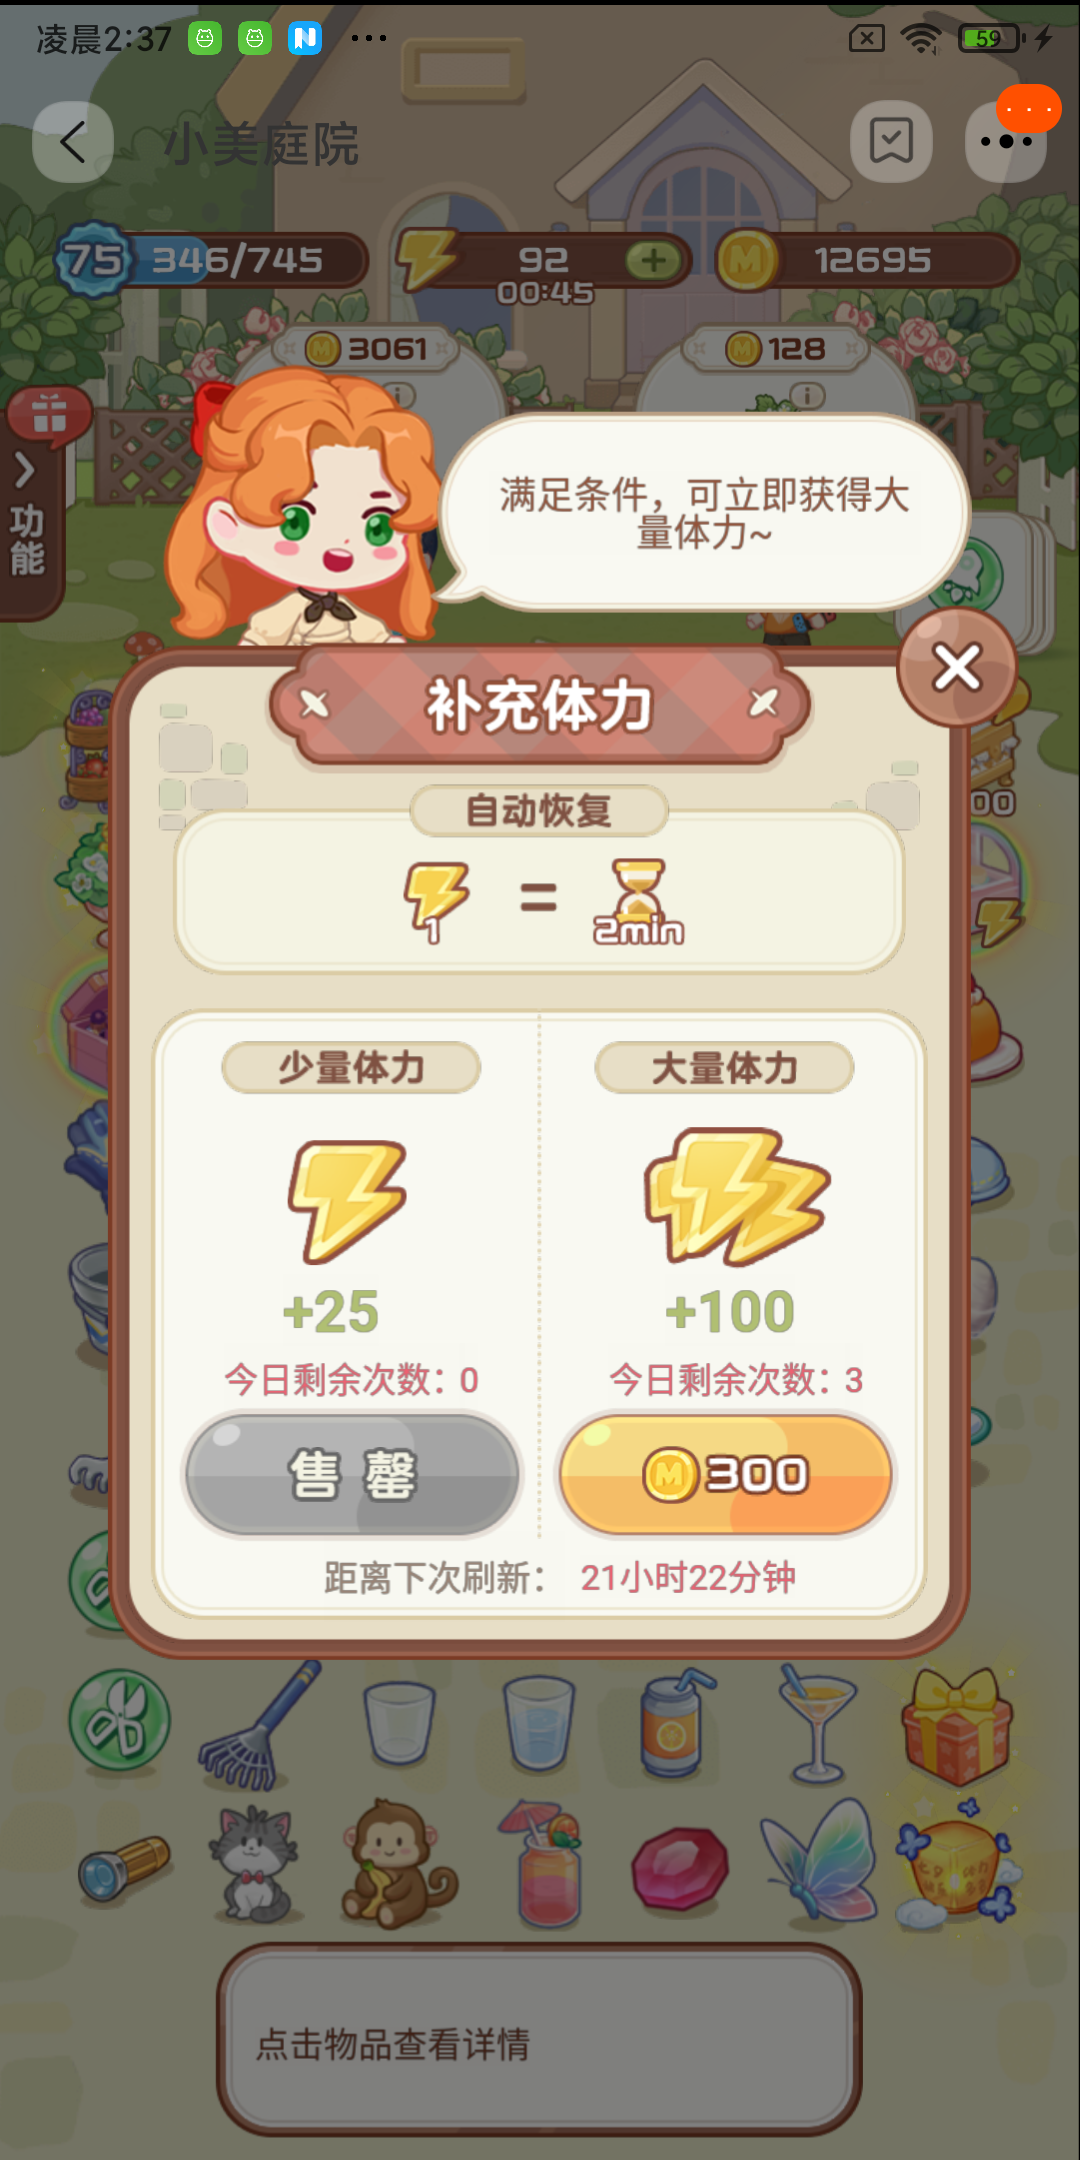 凌晨2:37
59
小美庭院
75 346/745
92
00:45
M 12695
M 3061
M 128
功能
满足条件，可立即获得大
量体力~
补充体力
自动恢复
1 = 2min
少量体力
大量体力
+25
+100
今日剩余次数：0
今日剩余次数：3
售罄
M 300
距离下次刷新： 21小时22分钟
点击物品查看详情